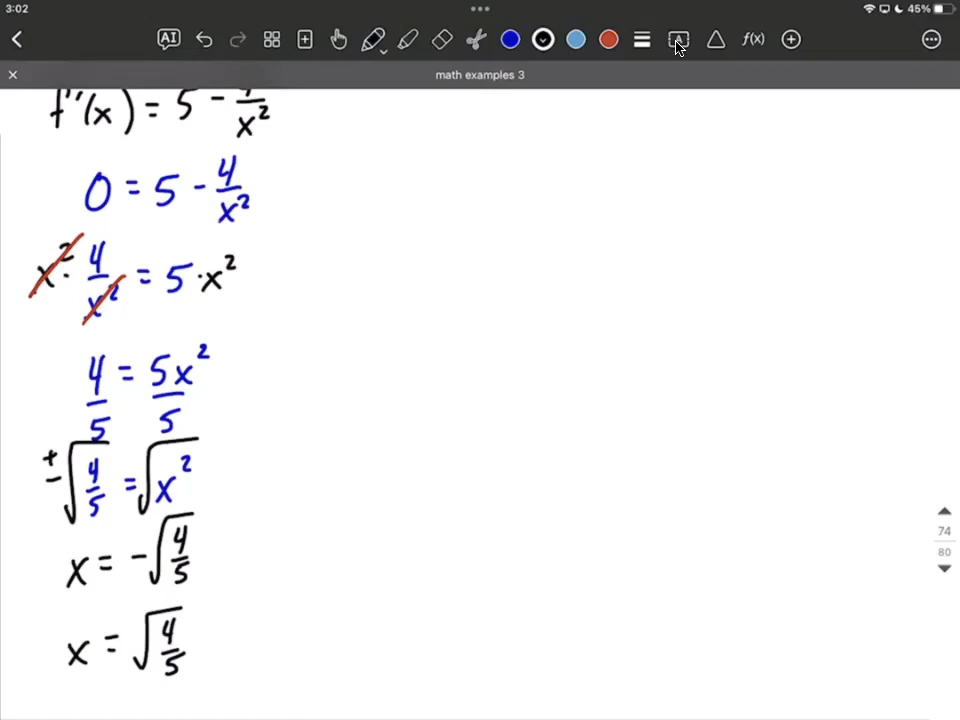 3:02
45%
AI
A
f(x)
math examples 3
f''(x) = 5 - 4/x²
0 = 5 - 4/x²
x² · 4/x² = 5 · x²
4/5 = 5x²/5
±√(4/5) = √(x²)
x = -√(4/5)
x = √(4/5)
74
80